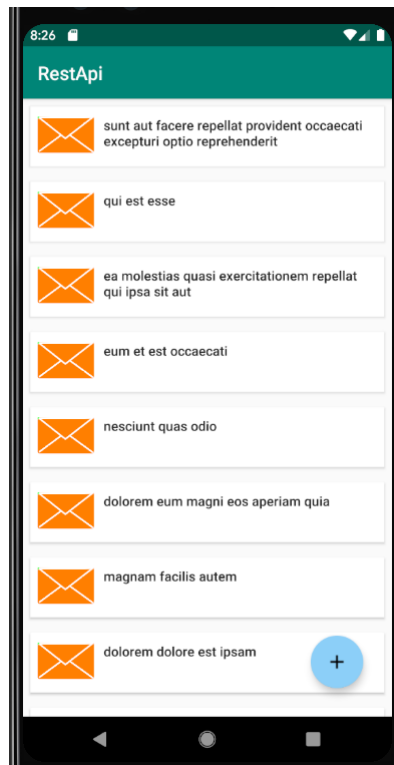 8:26
RestApi
sunt aut facere repellat provident occaecati
excepturi optio reprehenderit
qui est esse
ea molestias quasi exercitationem repellat
qui ipsa sit aut
eum et est occaecati
nesciunt quas odio
dolorem eum magni eos aperiam quia
magnam facilis autem
dolorem dolore est ipsam
+